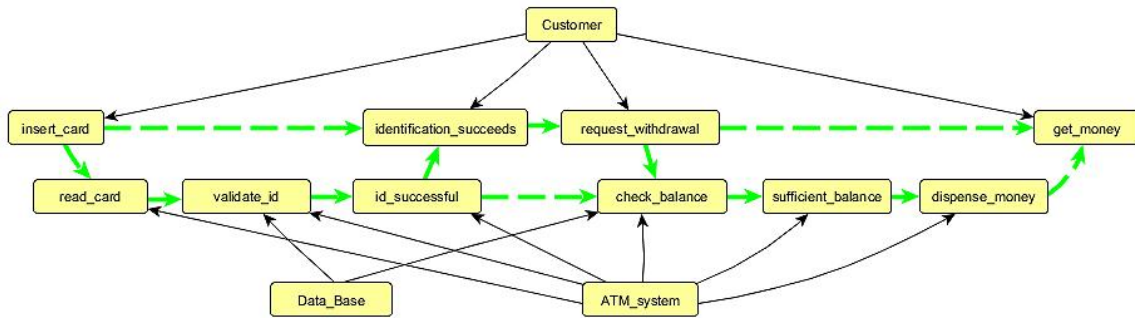 Customer
insert_card
identification_succeeds
request_withdrawal
get_money
read_card
validate_id
id_successful
check_balance
sufficient_balance
dispense_money
Data_Base
ATM_system